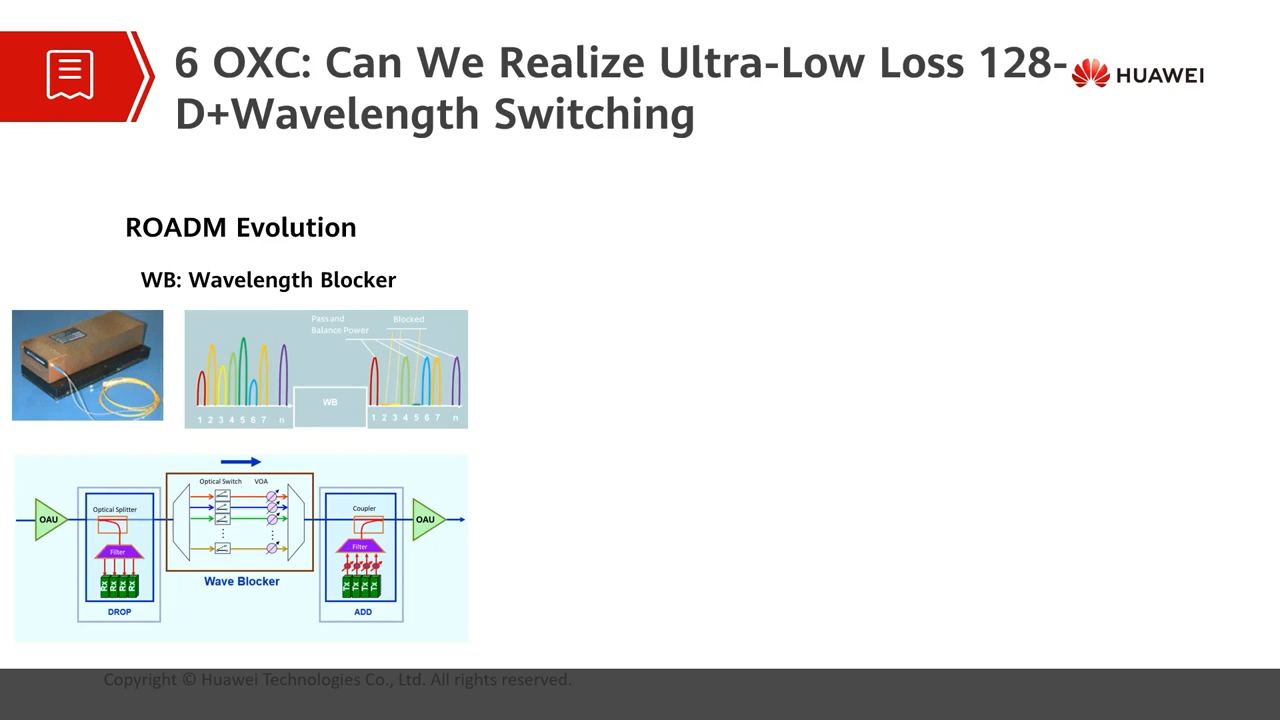 6 OXC: Can We Realize Ultra-Low Loss 128-
D+Wavelength Switching
HUAWEI
ROADM Evolution
WB: Wavelength Blocker
Pass and
Balance Power
Blocked
WB
1 2 3 4 5 6 7 n
1 2 3 4 5 6 7 n
Optical Switch VOA
OAU
Optical Splitter
Filter
Rx Rx Rx Rx
DROP
Wave Blocker
Coupler
Filter
Tx Tx Tx Tx
ADD
OAU
Copyright © Huawei Technologies Co., Ltd. All rights reserved.